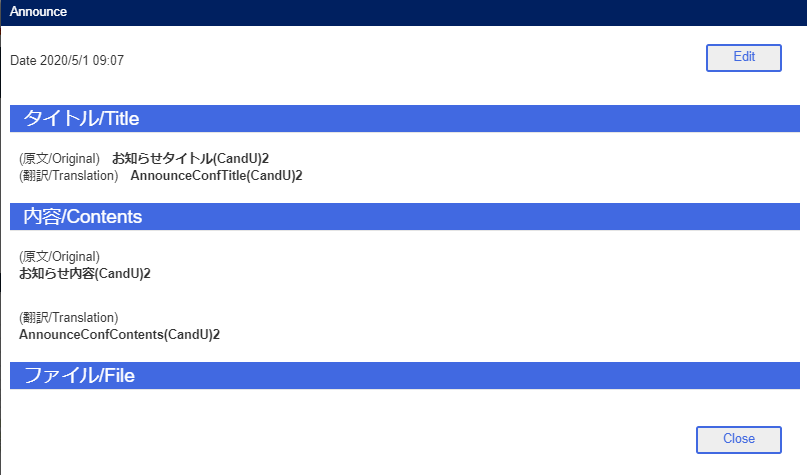 Announce
Date 2020/5/1 09:07
Edit
タイトル/Title
(原文/Original) お知らせタイトル(CandU)2
(翻訳/Translation) AnnounceConfTitle(CandU)2
内容/Contents
(原文/Original)
お知らせ内容(CandU)2
(翻訳/Translation)
AnnounceConfContents(CandU)2
ファイル/File
Close